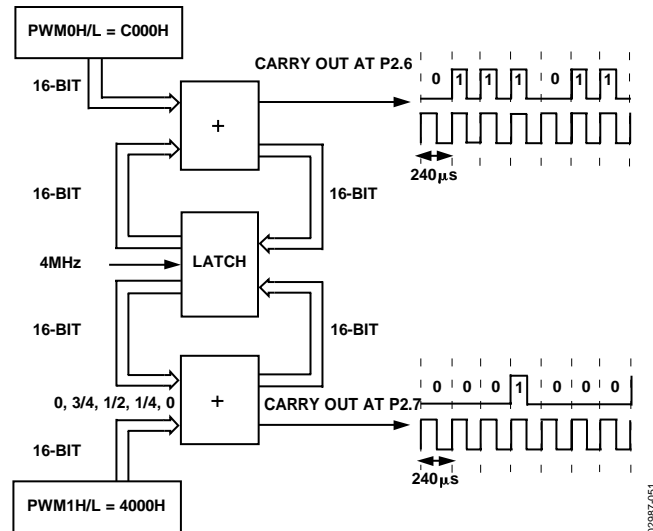 PWM0H/L = C000H
16-BIT
CARRY OUT AT P2.6
0 1 1 1 0 1 1
+
240µs
16-BIT
16-BIT
4MHz
LATCH
16-BIT
16-BIT
+
0, 3/4, 1/2, 1/4, 0
CARRY OUT AT P2.7
0 0 0 1 0 0 0
16-BIT
240µs
PWM1H/L = 4000H
02987-051